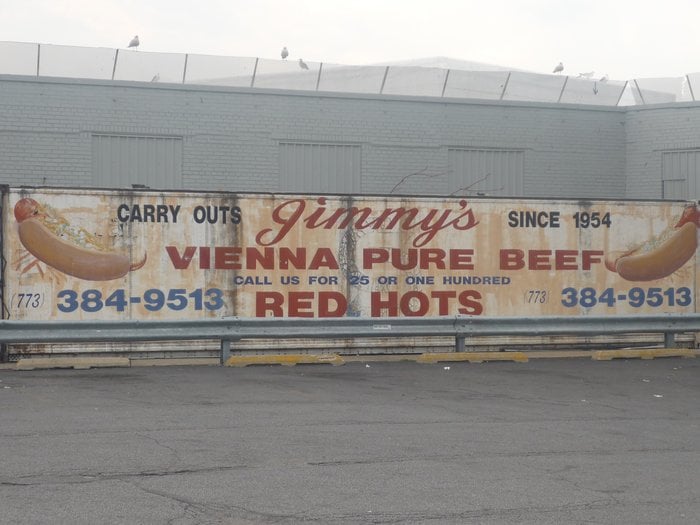 CARRY OUTS Jimmy's SINCE 1954
VIENNA PURE BEEF
CALL US FOR 25 OR ONE HUNDRED
(773) 384-9513 RED HOTS 773 384-9513